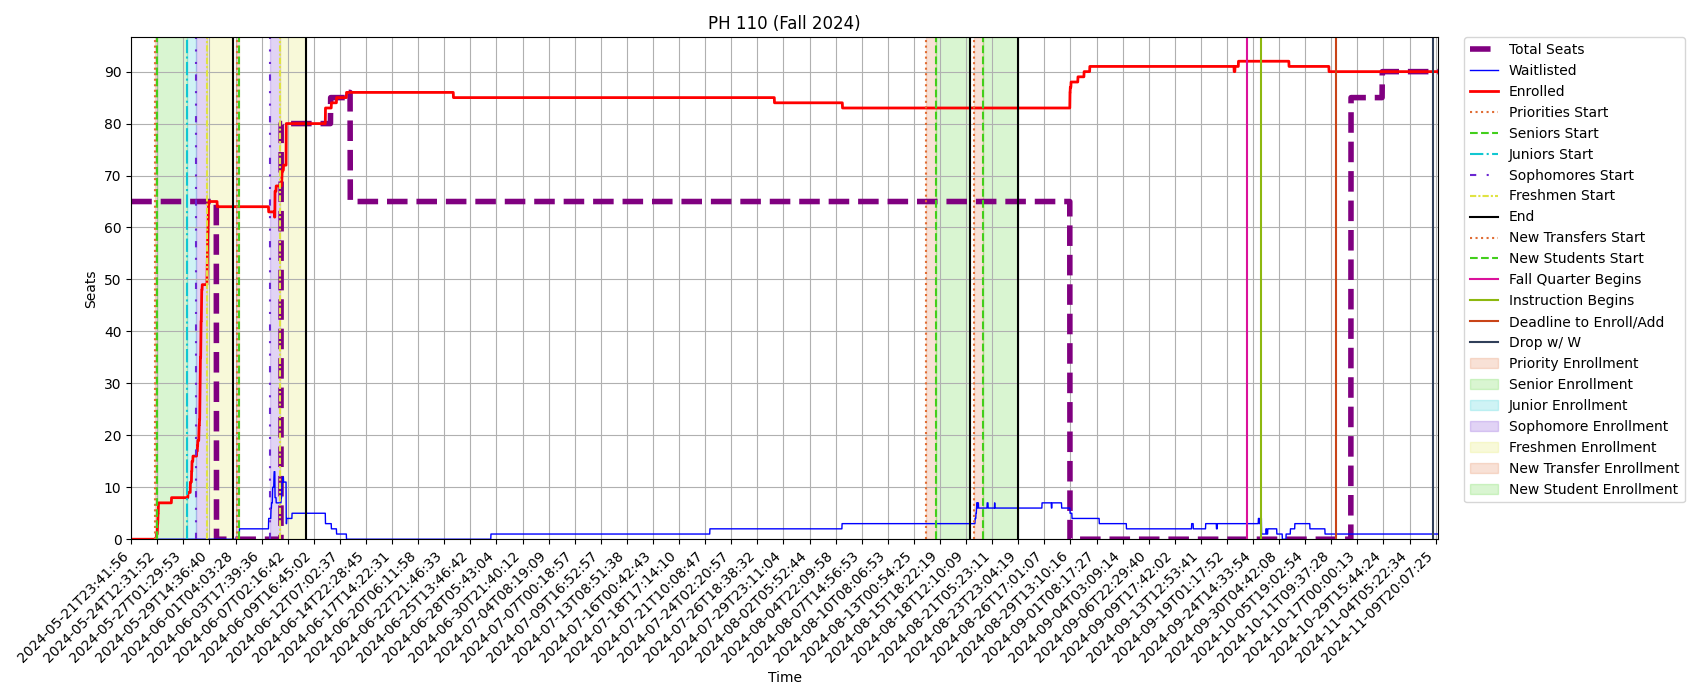 PH 110 (Fall 2024)
Seats
90
80
70
60
50
40
30
20
10
0
2024-05-21T23:41:56
2024-05-24T12:31:52
2024-05-27T01:29:53
2024-05-29T14:36:40
2024-06-01T04:03:28
2024-06-03T17:39:36
2024-06-07T02:16:42
2024-06-09T16:45:02
2024-06-12T07:02:37
2024-06-14T22:28:45
2024-06-17T14:22:31
2024-06-20T06:11:58
2024-06-22T21:46:33
2024-06-25T13:46:42
2024-06-28T05:43:04
2024-06-30T21:40:12
2024-07-04T08:19:09
2024-07-07T00:18:57
2024-07-09T16:52:57
2024-07-13T08:51:38
2024-07-16T00:42:43
2024-07-18T17:14:10
2024-07-21T10:08:47
2024-07-24T02:20:57
2024-07-26T18:38:32
2024-07-29T23:11:04
2024-08-02T05:52:44
2024-08-04T22:09:58
2024-08-07T14:56:53
2024-08-10T08:06:53
2024-08-13T00:54:25
2024-08-15T18:22:19
2024-08-18T12:10:09
2024-08-21T05:23:11
2024-08-23T23:04:19
2024-08-26T17:01:07
2024-08-29T13:10:16
2024-09-01T08:17:27
2024-09-04T03:09:14
2024-09-06T22:29:40
2024-09-09T17:42:02
2024-09-13T12:53:41
2024-09-19T01:17:52
2024-09-24T14:33:54
2024-09-30T04:42:08
2024-10-05T19:02:54
2024-10-11T09:37:28
2024-10-17T00:00:13
2024-10-29T15:44:24
2024-11-04T05:22:34
2024-11-09T20:07:25
Time
Total Seats
Waitlisted
Enrolled
Priorities Start
Seniors Start
Juniors Start
Sophomores Start
Freshmen Start
End
New Transfers Start
New Students Start
Fall Quarter Begins
Instruction Begins
Deadline to Enroll/Add
Drop w/ W
Priority Enrollment
Senior Enrollment
Junior Enrollment
Sophomore Enrollment
Freshmen Enrollment
New Transfer Enrollment
New Student Enrollment